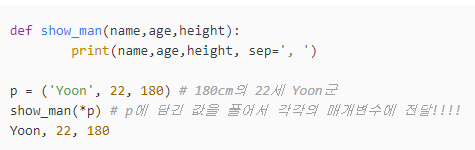 def show_man(name,age,height):
        print(name,age,height, sep=', ')
p = ('Yoon', 22, 180) # 180cm의 22세 Yoon군
show_man(*p) # p에 담긴 값을 풀어서 각각의 매개변수에 전달!!!!
Yoon, 22, 180